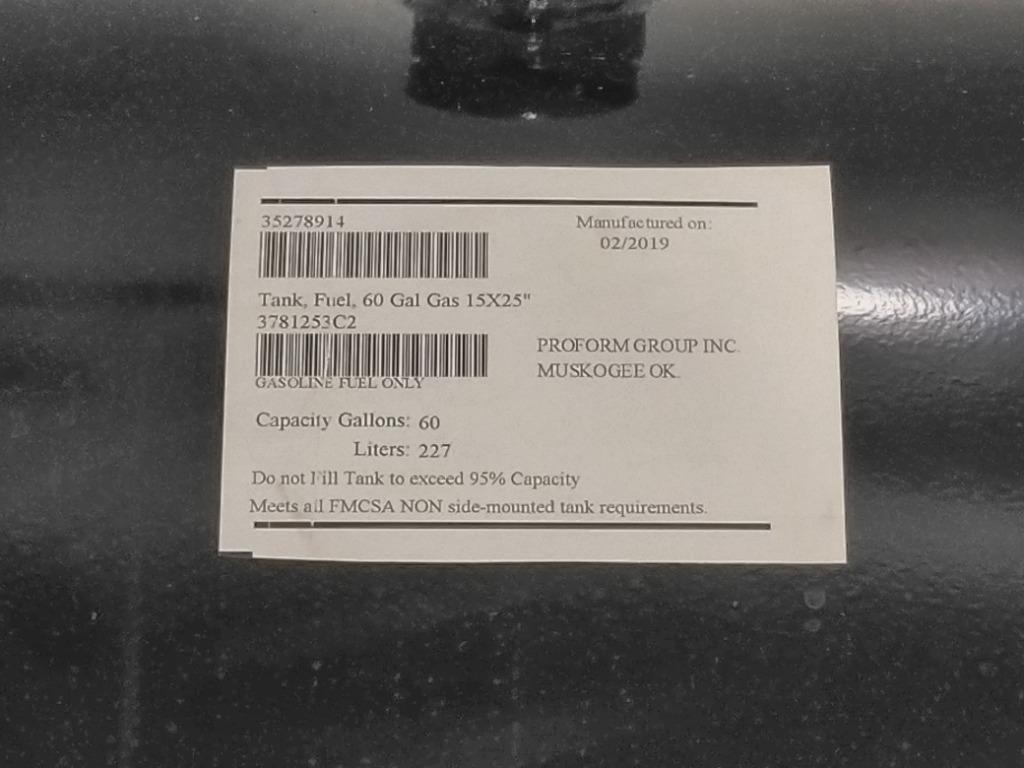 35278914
Manufactured on:
02/2019
Tank, Fuel, 60 Gal Gas 15X25"
3781253C2
PROFORM GROUP INC.
MUSKOGEE OK.
GASOLINE FUEL ONLY
Capacity Gallons: 60
Liters: 227
Do not Fill Tank to exceed 95% Capacity
Meets all FMCSA NON side-mounted tank requirements.